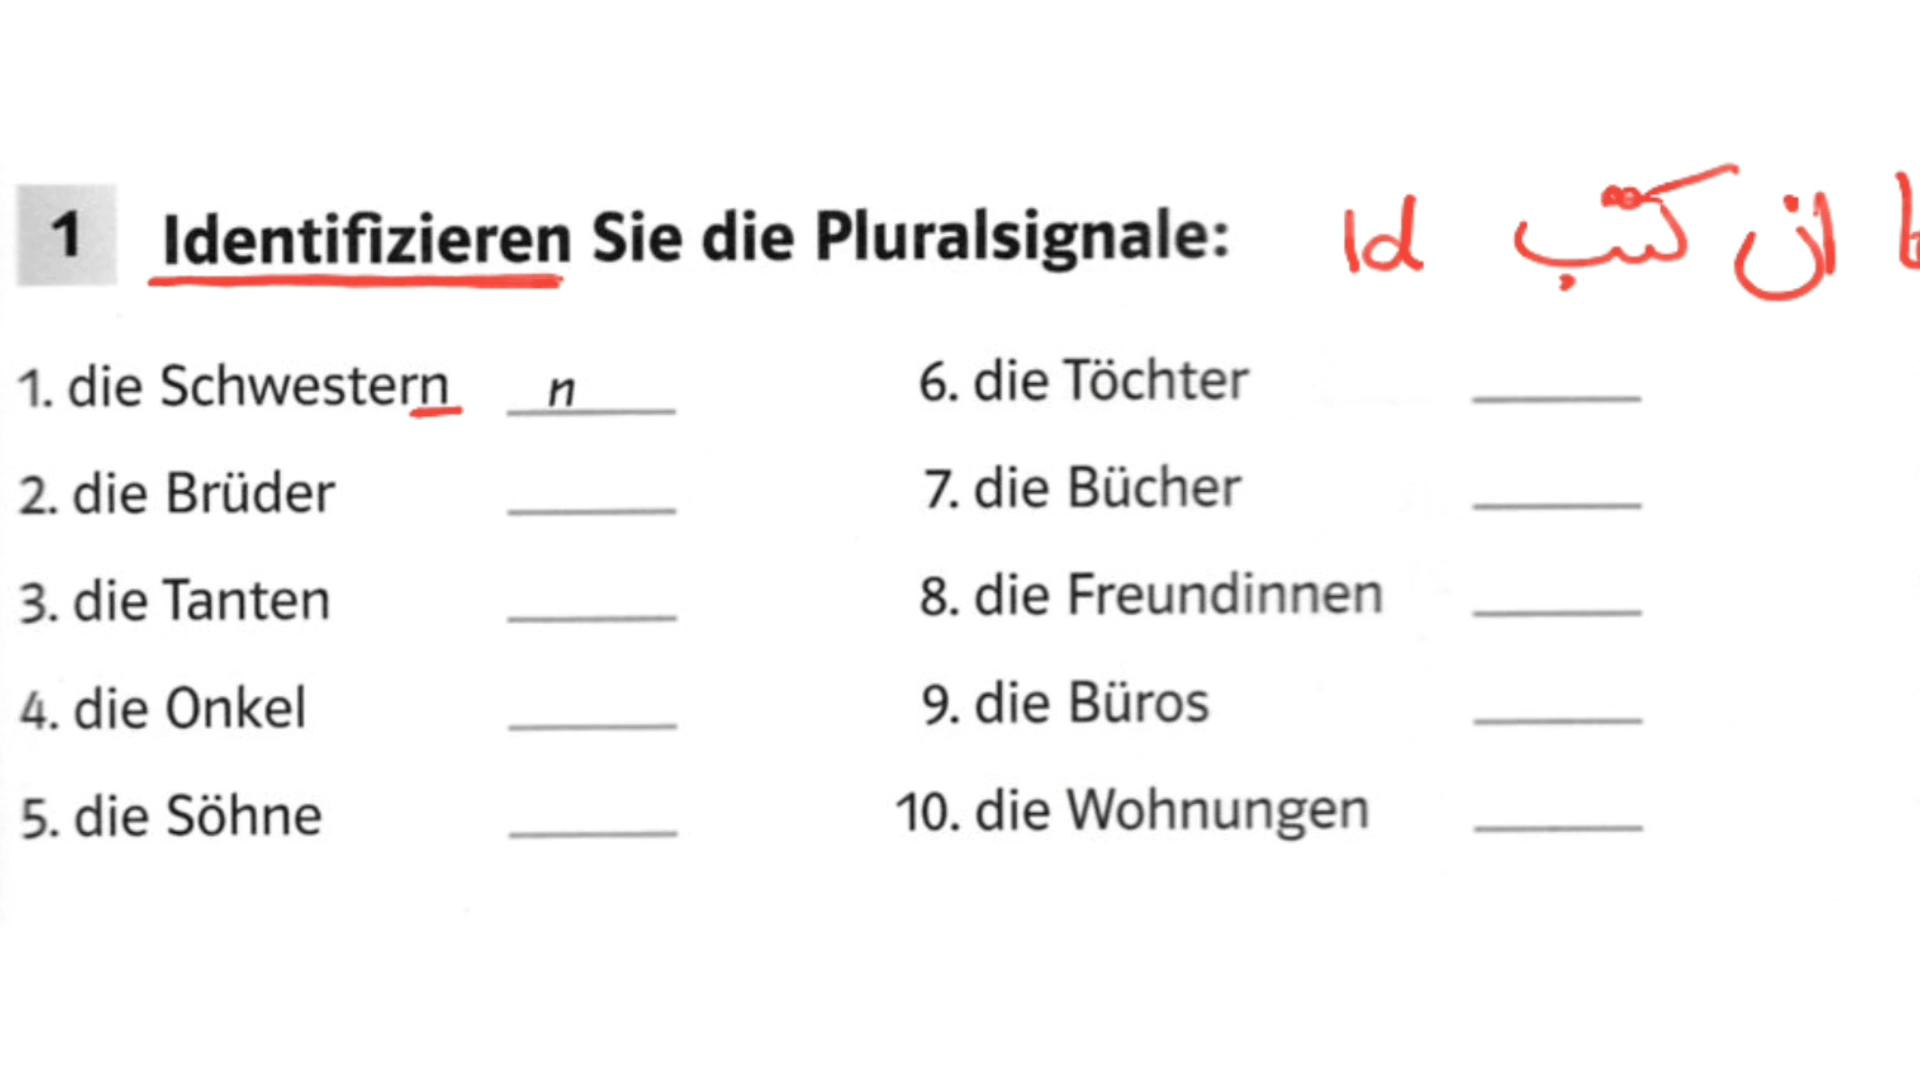 1 Identifizieren Sie die Pluralsignale: Id كتب ان
1. die Schwestern n
2. die Brüder
3. die Tanten
4. die Onkel
5. die Söhne
6. die Töchter
7. die Bücher
8. die Freundinnen
9. die Büros
10. die Wohnungen